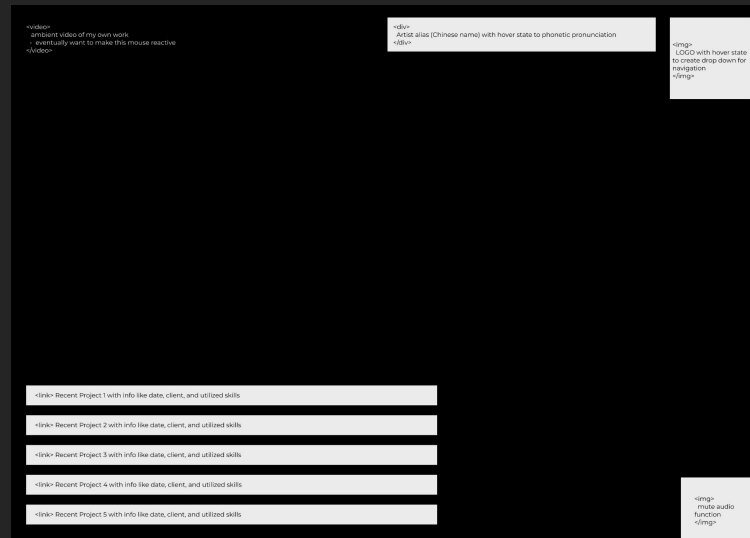 <video>
ambient video of my own work
- eventually want to make this mouse reactive
</video>
<div>
Artist alias (Chinese name) with hover state to phonetic pronunciation
</div>
<img>
LOGO with hover state
to create drop down for
navigation
</img>
<link> Recent Project 1 with info like date, client, and utilized skills
<link> Recent Project 2 with info like date, client, and utilized skills
<link> Recent Project 3 with info like date, client, and utilized skills
<link> Recent Project 4 with info like date, client, and utilized skills
<link> Recent Project 5 with info like date, client, and utilized skills
<img>
mute audio
function
</img>